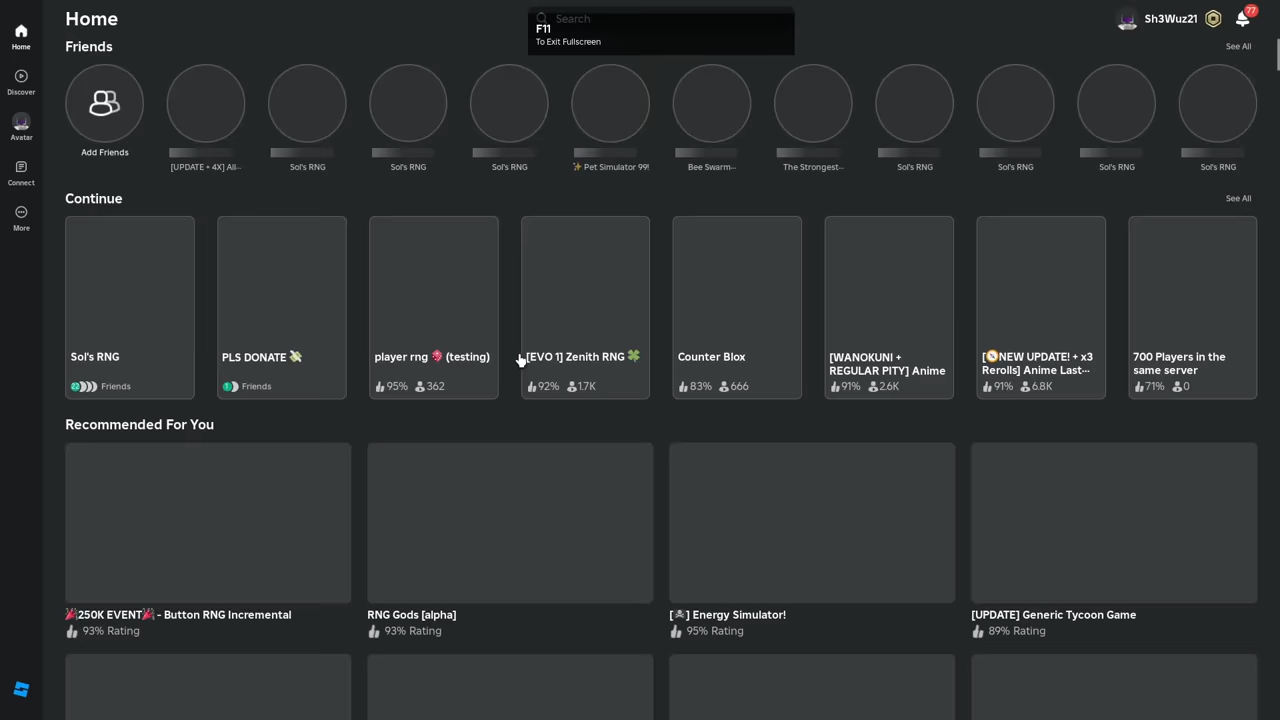 Home
Search
F11
To Exit Fullscreen
Sh3Wuz21
77
Home
Discover
Avatar
Connect
More
Friends
See All
Add Friends
[UPDATE + 4X] All...
Sol's RNG
Sol's RNG
Sol's RNG
✨ Pet Simulator 99!
Bee Swarm...
The Strongest...
Sol's RNG
Sol's RNG
Sol's RNG
Sol's RNG
Continue
See All
Sol's RNG
22 Friends
PLS DONATE 💸
1 Friends
player rng 🎈 (testing)
95% 362
[EVO 1] Zenith RNG 🍀
92% 1.7K
Counter Blox
83% 666
[WANOKUNI +
REGULAR PITY] Anime
91% 2.6K
[🧭NEW UPDATE! + x3
Rerolls] Anime Last...
91% 6.8K
700 Players in the
same server
71% 0
Recommended For You
🎉250K EVENT🎉 - Button RNG Incremental
93% Rating
RNG Gods [alpha]
93% Rating
[☠] Energy Simulator!
95% Rating
[UPDATE] Generic Tycoon Game
89% Rating